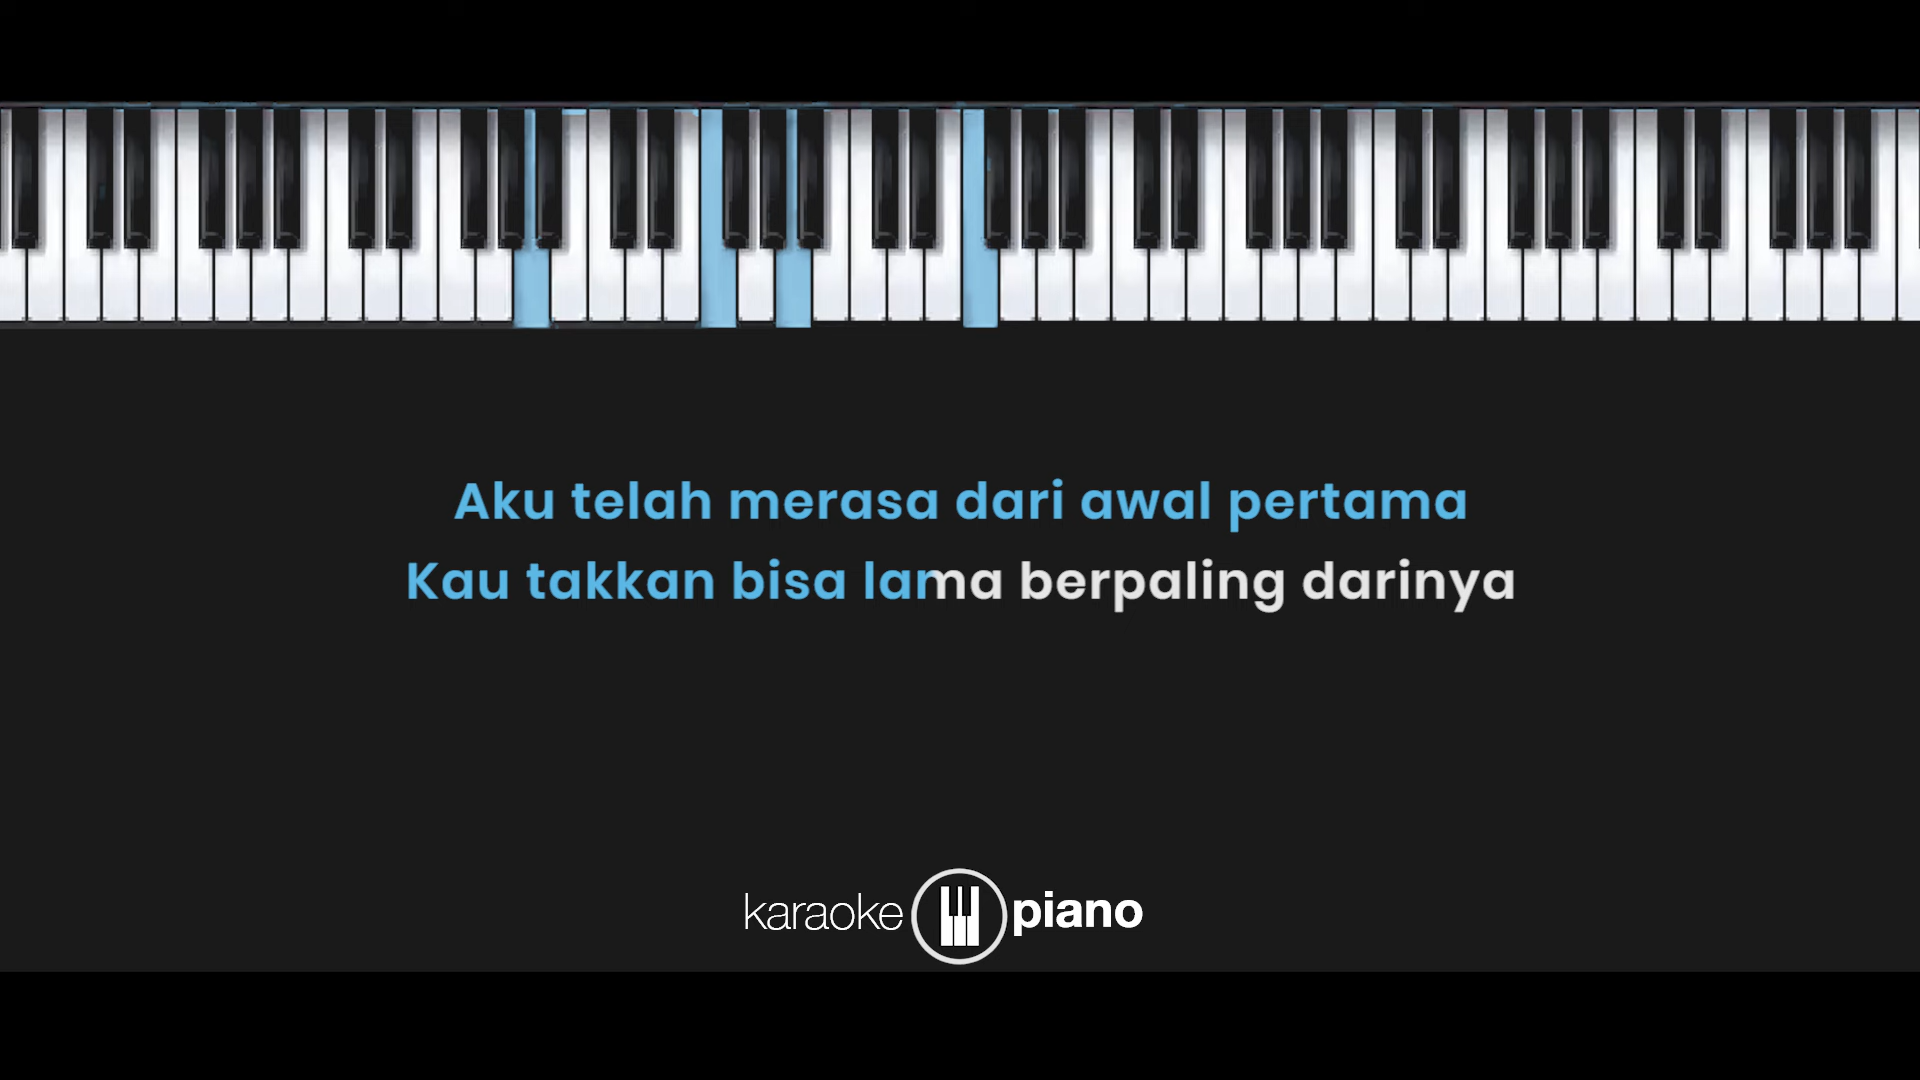 Aku telah merasa dari awal pertama
Kau takkan bisa lama berpaling darinya
karaoke piano